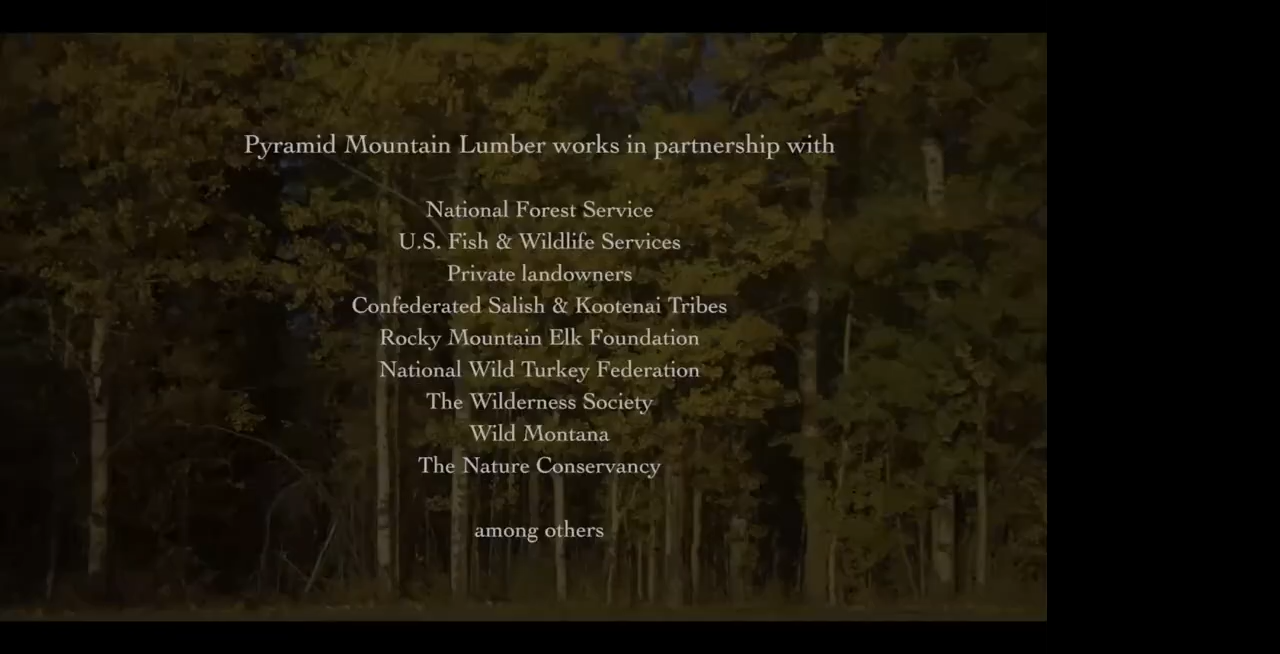 Pyramid Mountain Lumber works in partnership with
National Forest Service
U.S. Fish & Wildlife Services
Private landowners
Confederated Salish & Kootenai Tribes
Rocky Mountain Elk Foundation
National Wild Turkey Federation
The Wilderness Society
Wild Montana
The Nature Conservancy
among others